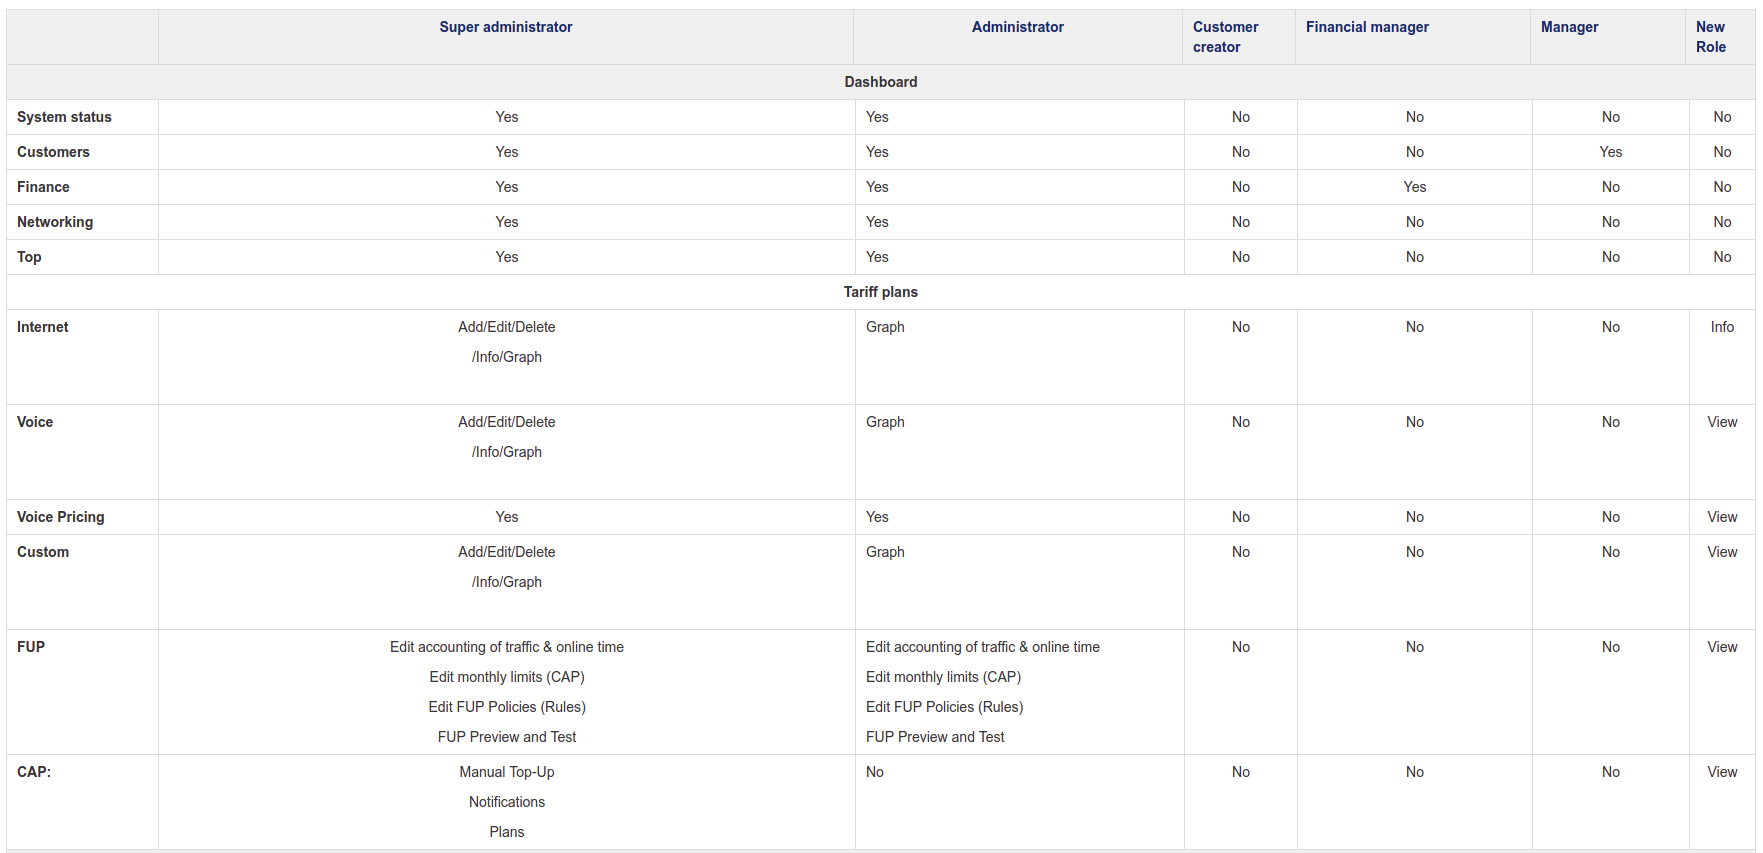 Super administrator Administrator Customer creator Financial manager Manager New Role
Dashboard
System status Yes Yes No No No No
Customers Yes Yes No No Yes No
Finance Yes Yes No Yes No No
Networking Yes Yes No No No No
Top Yes Yes No No No No
Tariff plans
Internet Add/Edit/Delete Graph No No No Info
/Info/Graph
Voice Add/Edit/Delete Graph No No No View
/Info/Graph
Voice Pricing Yes Yes No No No View
Custom Add/Edit/Delete Graph No No No View
/Info/Graph
FUP Edit accounting of traffic & online time Edit accounting of traffic & online time No No No View
Edit monthly limits (CAP) Edit monthly limits (CAP)
Edit FUP Policies (Rules) Edit FUP Policies (Rules)
FUP Preview and Test FUP Preview and Test
CAP: Manual Top-Up No No No No View
Notifications
Plans